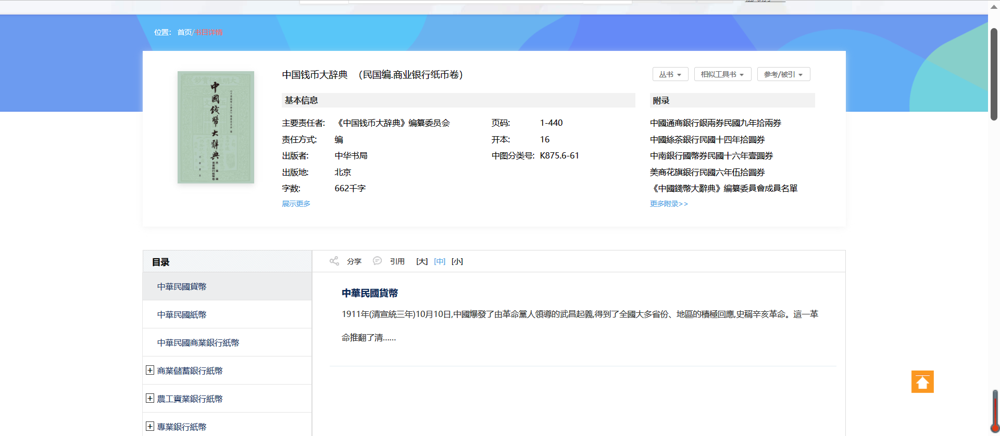 位置： 首页/书目详情
中国钱币大辞典 （民国编.商业银行纸币卷）
丛书 相似工具书 参考/被引
基本信息
附录
主要责任者: 《中国钱币大辞典》编纂委员会 页码: 1-440
中國通商銀行銀兩券民國九年拾兩券
责任方式: 编 开本: 16
中國絲茶銀行民國十四年拾圓券
出版者: 中华书局 中图分类号: K875.6-61
中南銀行國幣券民國十六年壹圓券
出版地: 北京
美商花旗銀行民國六年伍拾圓券
字数: 662千字
《中國錢幣大辭典》編纂委員會成員名單
展示更多
更多附录>>
中國錢幣大辭典
目录
分享 引用 [大] [中] [小]
中華民國貨幣
中華民國紙幣
中華民國商業銀行紙幣
商業儲蓄銀行紙幣
農工實業銀行紙幣
專業銀行紙幣
中華民國貨幣
1911年(清宣統三年)10月10日,中國爆發了由革命黨人領導的武昌起義,得到了全國大多省份、地區的積極回應,史稱辛亥革命。這一革
命推翻了清......